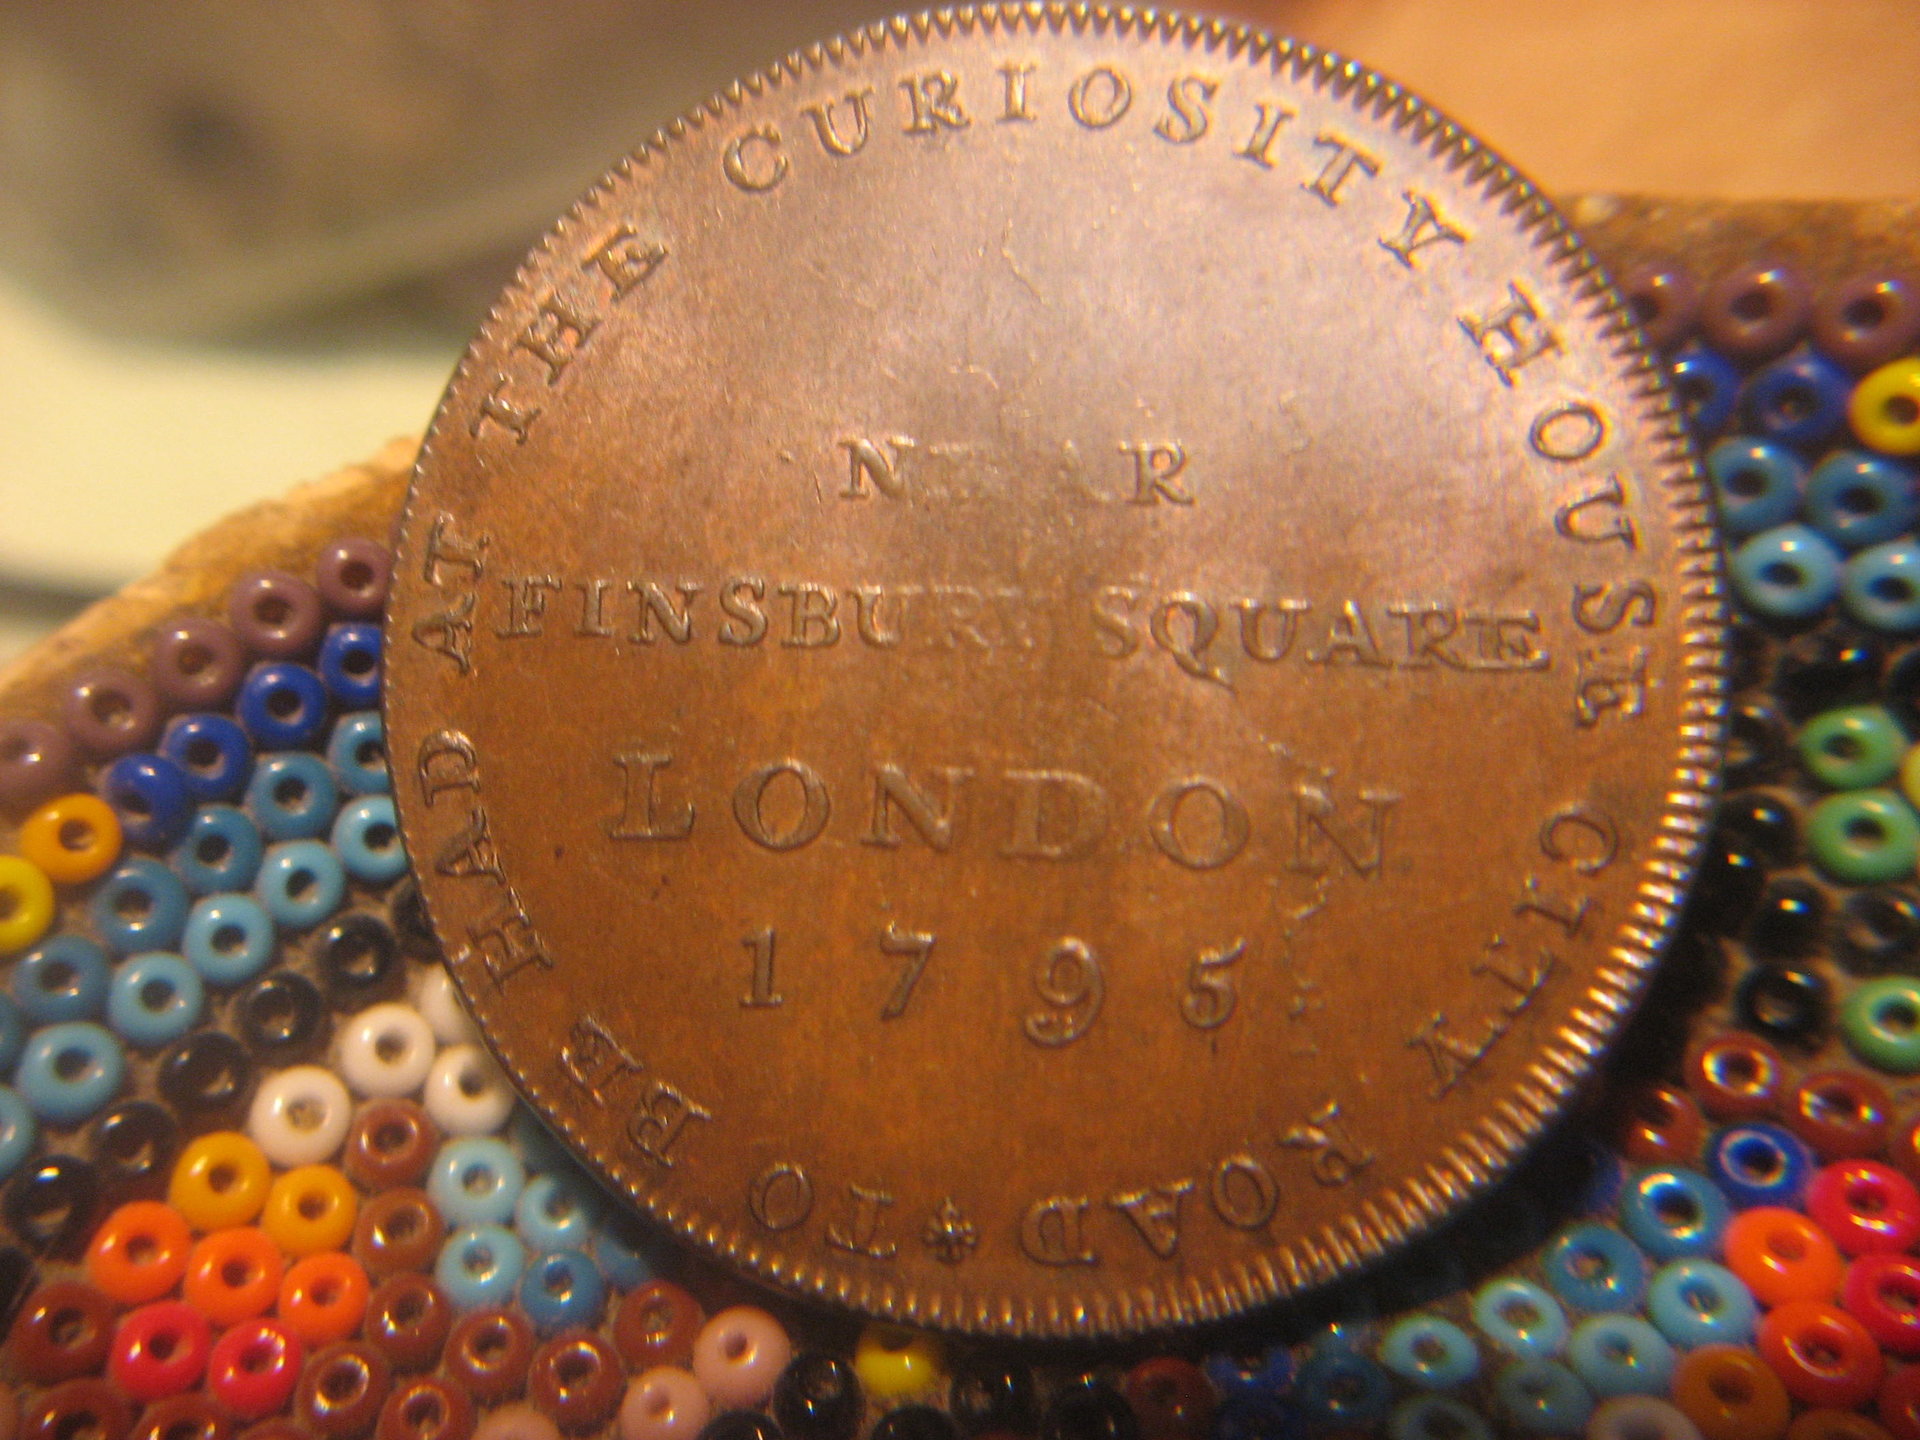 TO BE HAD AT THE CURIOSITY HOUSE CITY ROAD
NEAR
FINSBURY SQUARE
LONDON
1795